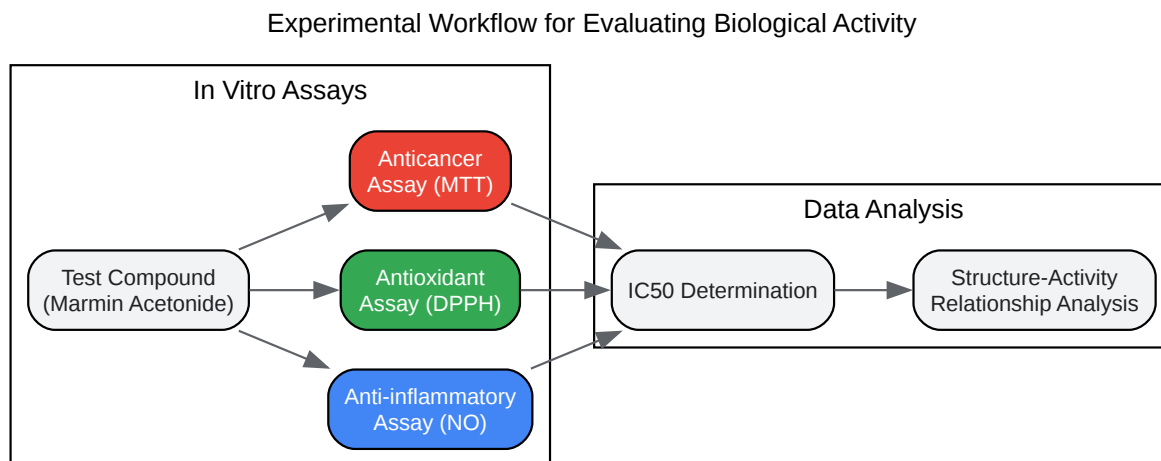 Experimental Workflow for Evaluating Biological Activity
In Vitro Assays
Anticancer
Assay (MTT)
Test Compound
(Marmin Acetonide)
Antioxidant
Assay (DPPH)
Anti-inflammatory
Assay (NO)
Data Analysis
IC50 Determination
Structure-Activity
Relationship Analysis